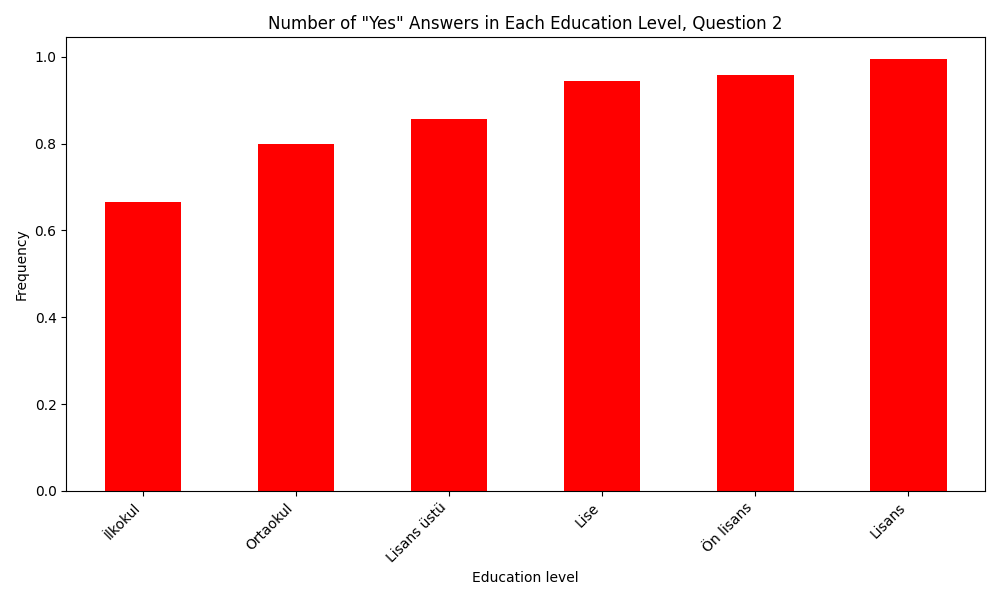 Number of "Yes" Answers in Each Education Level, Question 2
1.0
0.8
0.6
0.4
0.2
0.0
Frequency
İlkokul
Ortaokul
Lisans üstü
Lise
Ön lisans
Lisans
Education level